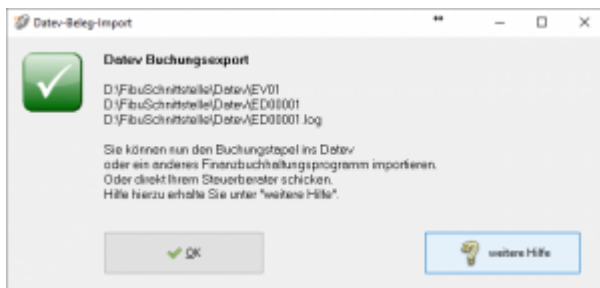 Datev-Beleg-Import
Datev Buchungsexport
D:\FibuSchnittstelle\Datev\EV01
D:\FibuSchnittstelle\Datev\ED00001
D:\FibuSchnittstelle\Datev\ED00001.log
Sie können nun den Buchungstapel ins Datev
oder ein anderes Finanzbuchhaltungsprogramm importieren.
Oder direkt Ihrem Steuerberater schicken.
Hilfe hierzu erhalte Sie unter "weitere Hilfe".
OK
weitere Hilfe